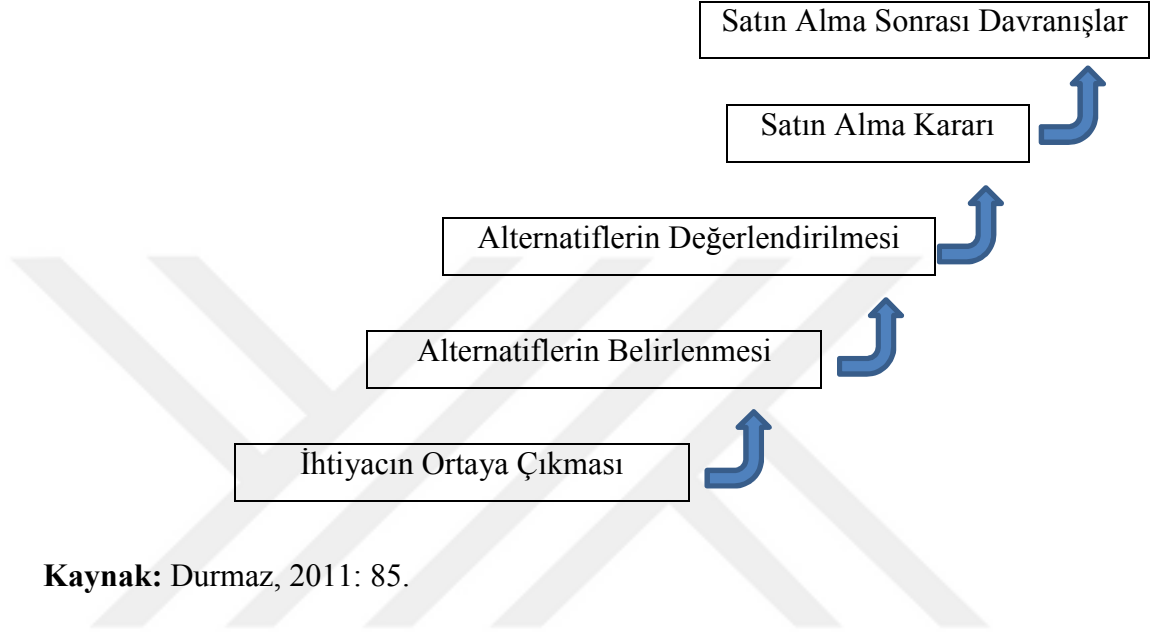 Satın Alma Sonrası Davranışlar
Satın Alma Kararı
Alternatiflerin Değerlendirilmesi
Alternatiflerin Belirlenmesi
İhtiyacın Ortaya Çıkması
Kaynak: Durmaz, 2011: 85.